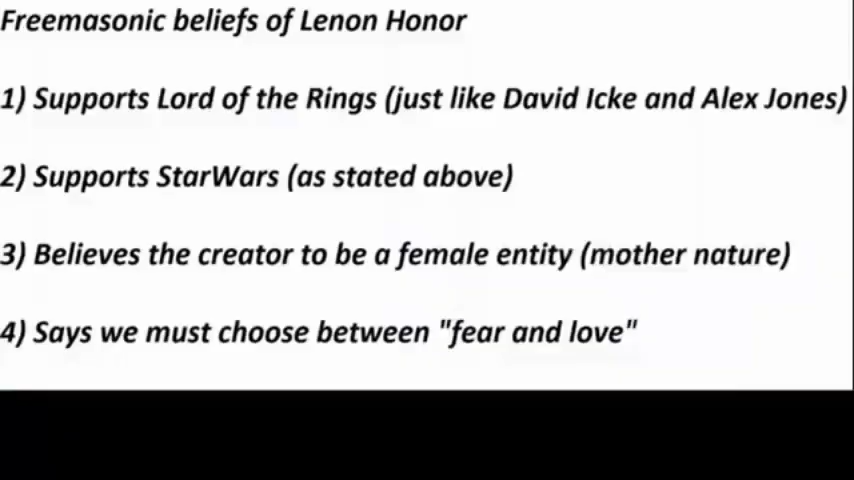 Freemasonic beliefs of Lenon Honor
1) Supports Lord of the Rings (just like David Icke and Alex Jones)
2) Supports StarWars (as stated above)
3) Believes the creator to be a female entity (mother nature)
4) Says we must choose between "fear and love"